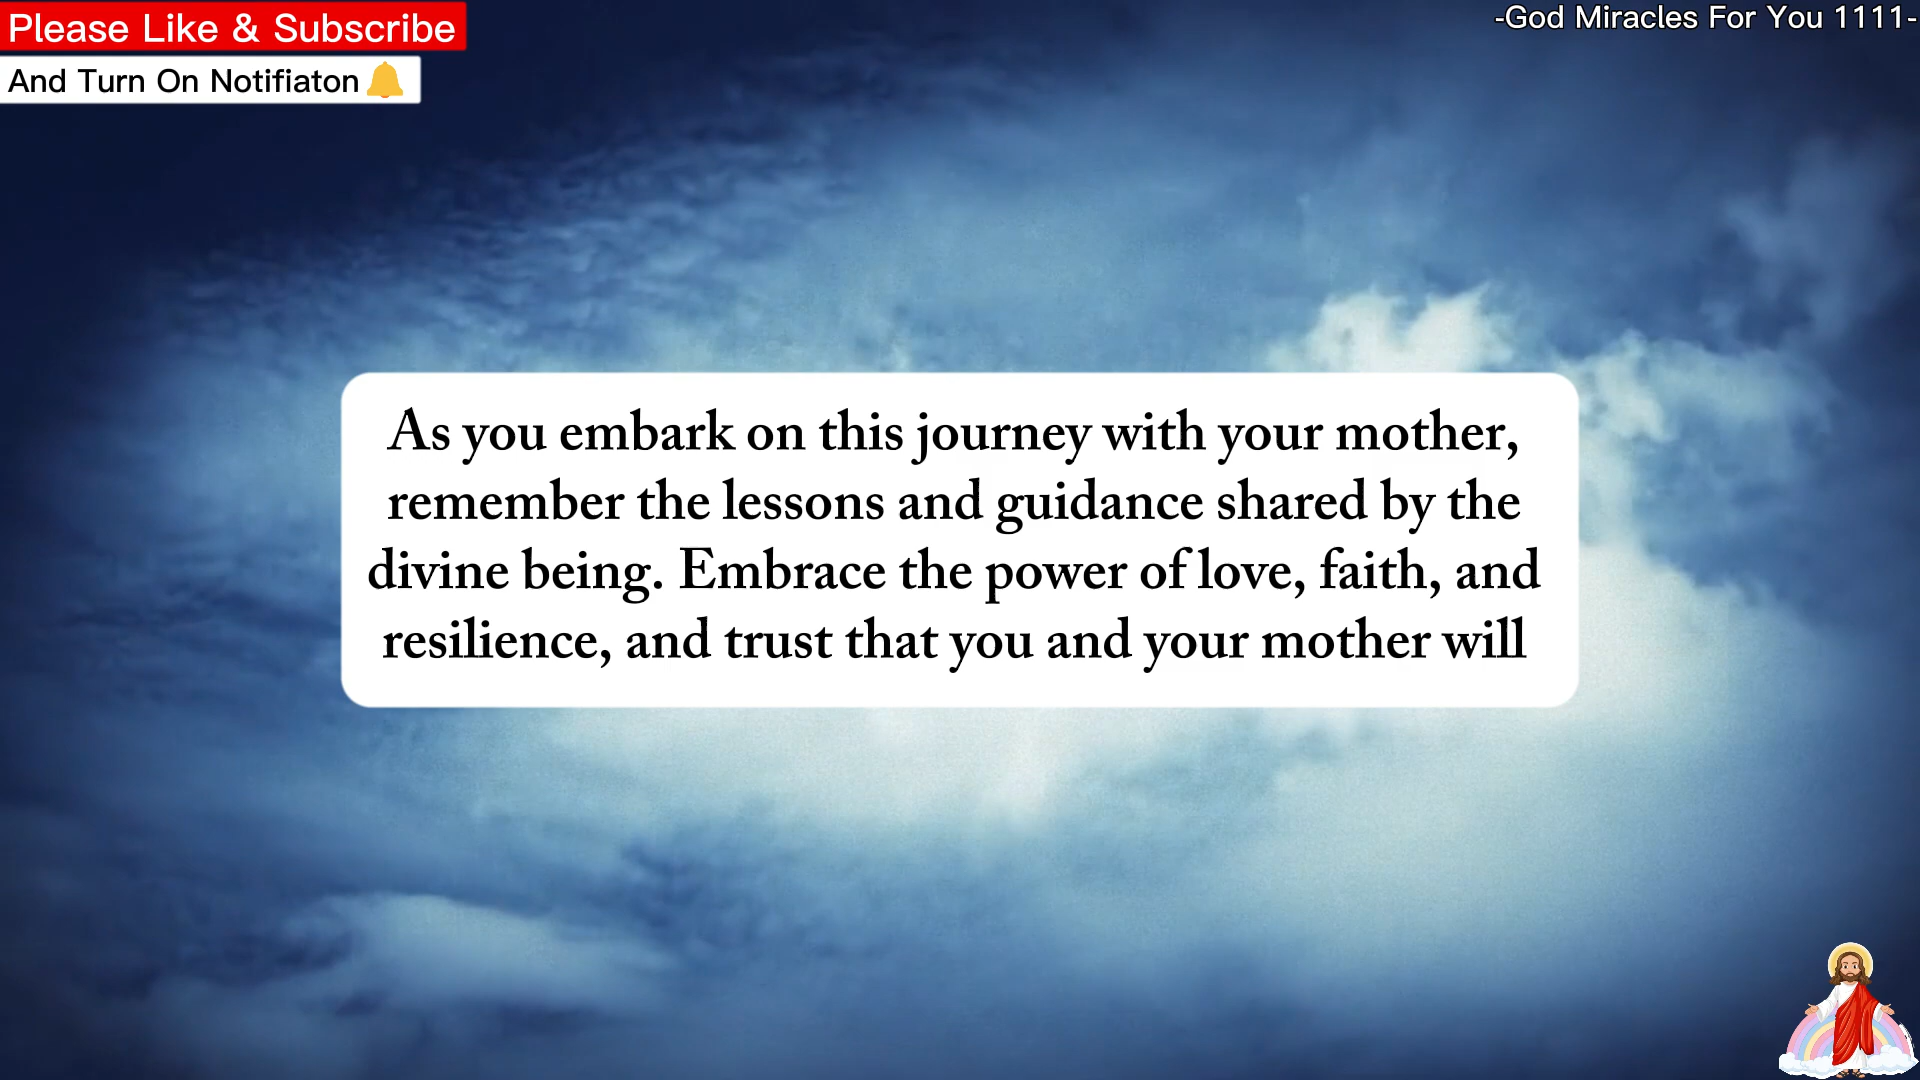 Please Like & Subscribe
-God Miracles For You 1111-
And Turn On Notifiaton
As you embark on this journey with your mother,
remember the lessons and guidance shared by the
divine being. Embrace the power of love, faith, and
resilience, and trust that you and your mother will